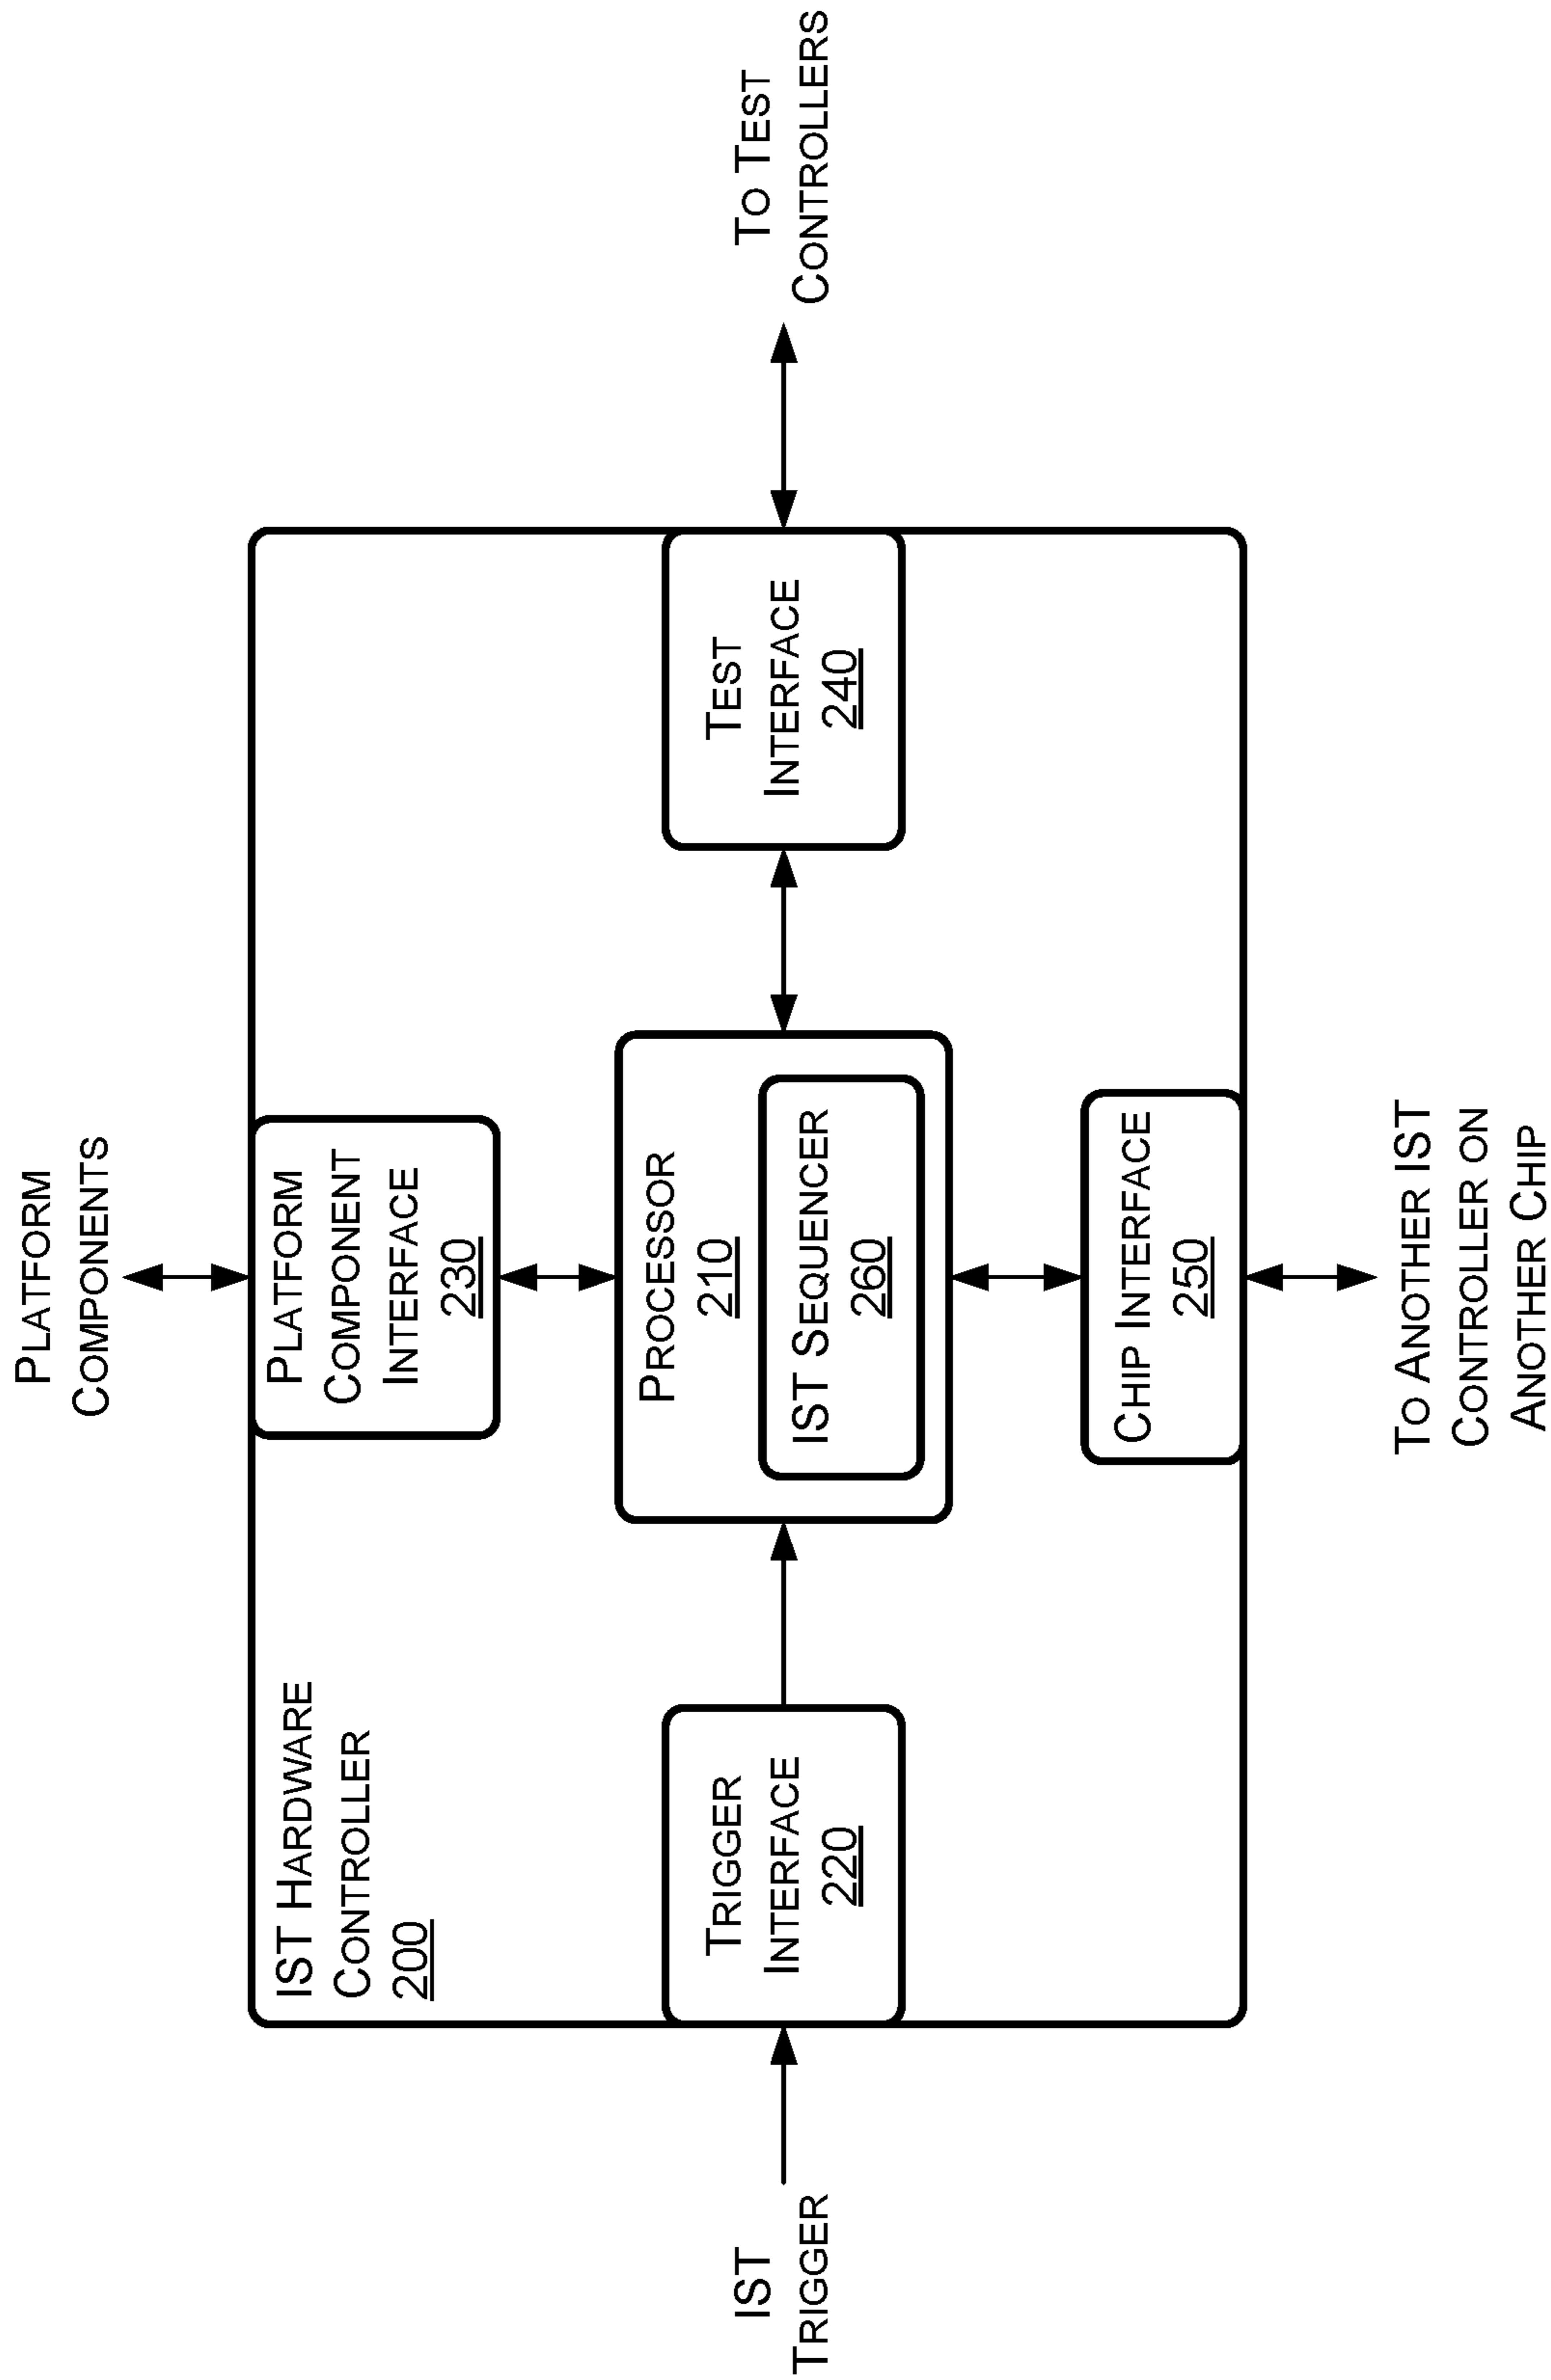 PLATFORM
COMPONENTS
IST HARDWARE
CONTROLLER
200
PLATFORM
COMPONENT
INTERFACE
230
IST
TRIGGER
TRIGGER
INTERFACE
220
PROCESSOR
210
IST SEQUENCER
260
TEST
INTERFACE
240
TO TEST
CONTROLLERS
CHIP INTERFACE
250
TO ANOTHER IST
CONTROLLER ON
ANOTHER CHIP